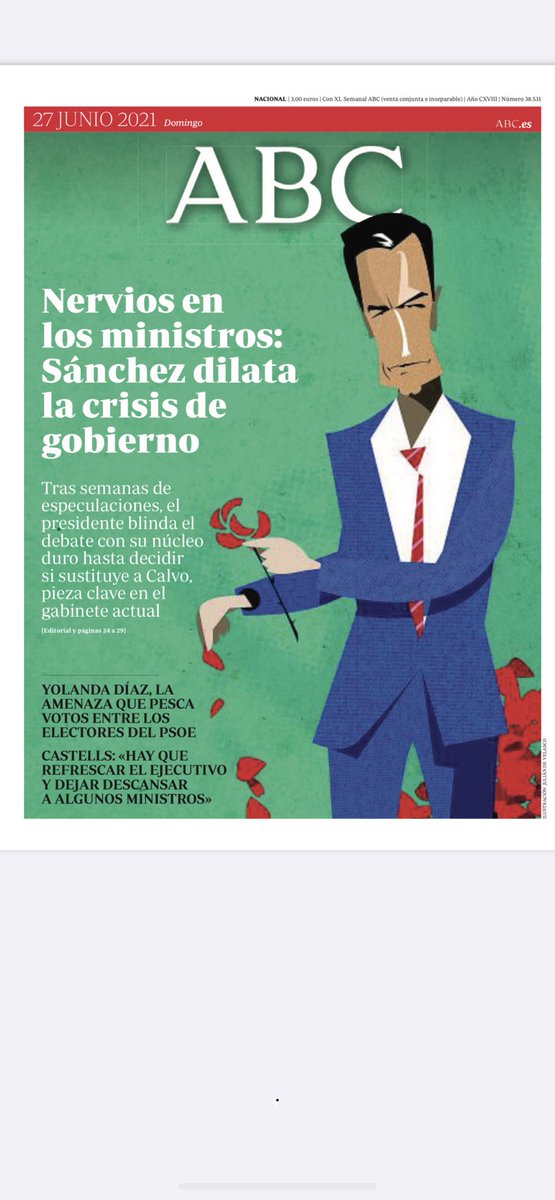 NACIONAL | 3,00 euros | Con XL Semanal ABC (venta conjunta e inseparable) | Año CXVIII | Número 38.531
27 JUNIO 2021 Domingo
ABC.es
ABC
Nervios en
los ministros:
Sánchez dilata
la crisis de
gobierno
Tras semanas de
especulaciones, el
presidente blinda el
debate con su núcleo
duro hasta decidir
si sustituye a Calvo,
pieza clave en el
gabinete actual
[Editorial y páginas 24 a 29]
YOLANDA DÍAZ, LA
AMENAZA QUE PESCA
VOTOS ENTRE LOS
ELECTORES DEL PSOE
CASTELLS: «HAY QUE
REFRESCAR EL EJECUTIVO
Y DEJAR DESCANSAR
A ALGUNOS MINISTROS»
ILUSTRACIÓN JULIÁN DE VELASCO